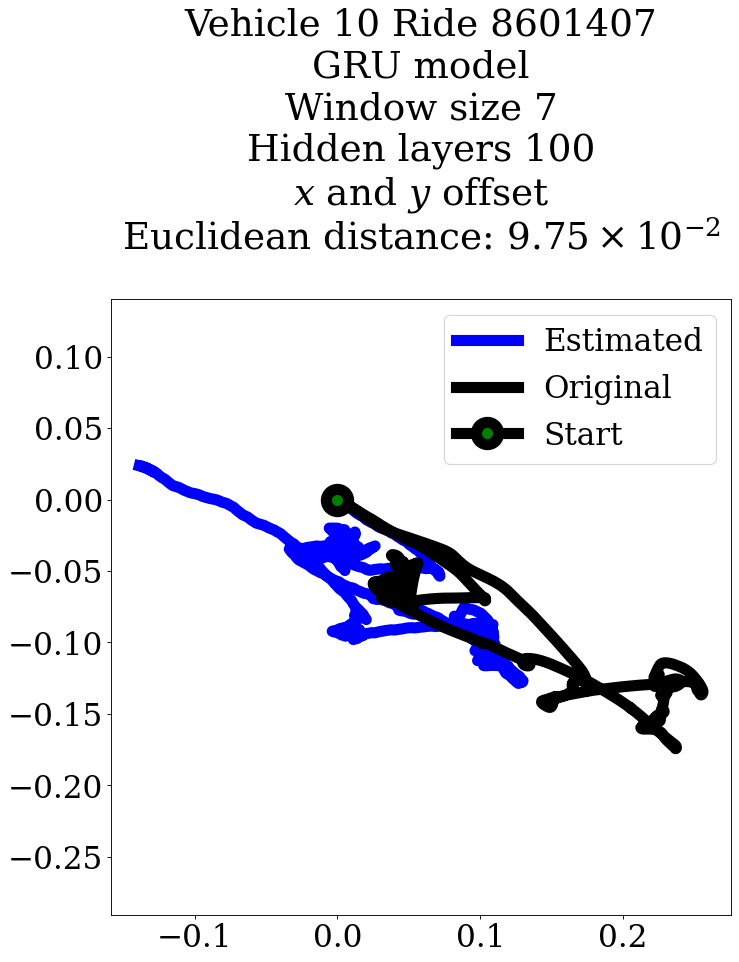 Vehicle 10 Ride 8601407
GRU model
Window size 7
Hidden layers 100
x and y offset
Euclidean distance: 9.75 × 10⁻²
Estimated
Original
Start
0.10
0.05
0.00
−0.05
−0.10
−0.15
−0.20
−0.25
−0.1 0.0 0.1 0.2